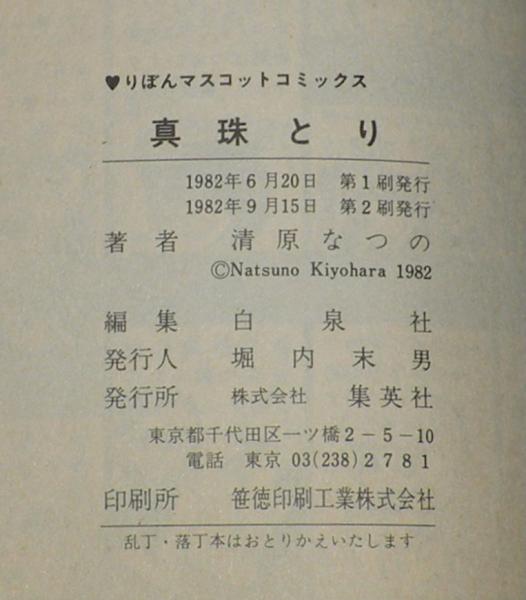 ♥りぼんマスコットコミックス
真珠とり
1982年6月20日 第1刷発行
1982年9月15日 第2刷発行
著者 清原なつの
©Natsuno Kiyohara 1982
編集 白泉社
発行人 堀内末男
発行所 株式会社 集英社
東京都千代田区一ツ橋2-5-10
電話 東京 03(238)2781
印刷所 笹徳印刷工業株式会社
乱丁・落丁本はおとりかえいたします